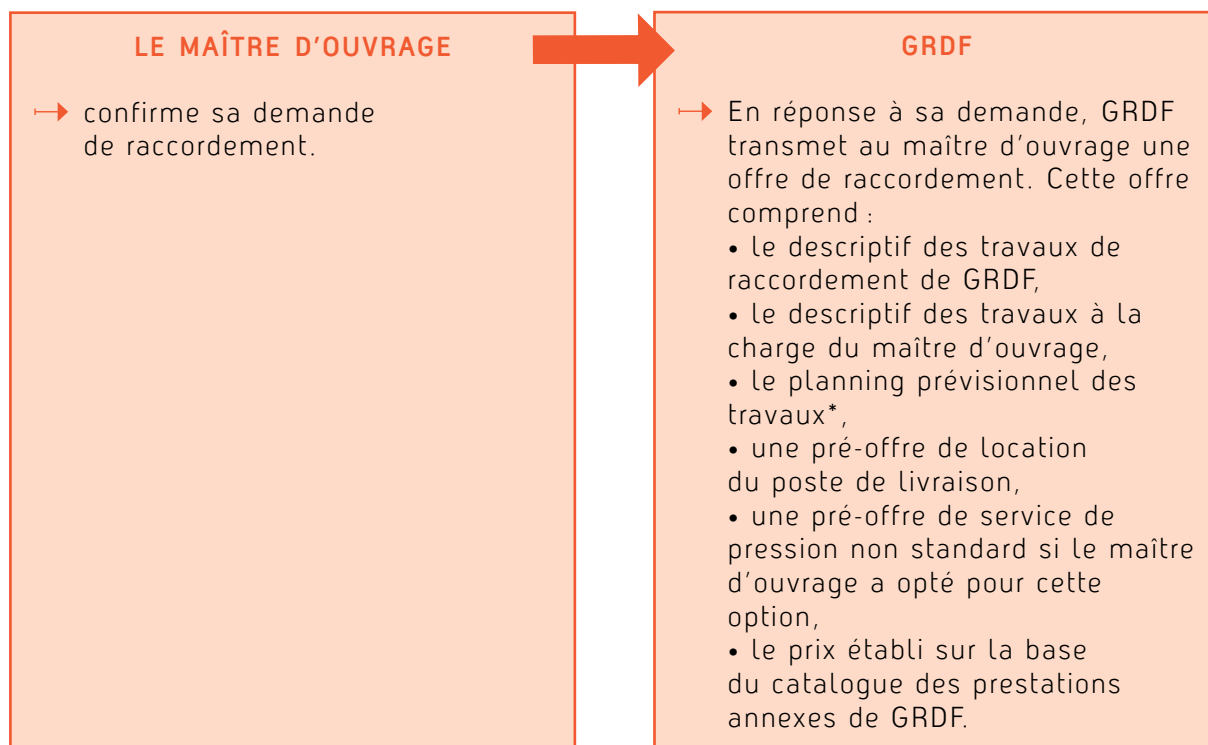 LE MAÎTRE D'OUVRAGE
confirme sa demande
de raccordement.
GRDF
En réponse à sa demande, GRDF
transmet au maître d'ouvrage une
offre de raccordement. Cette offre
comprend :
• le descriptif des travaux de
raccordement de GRDF,
• le descriptif des travaux à la
charge du maître d'ouvrage,
• le planning prévisionnel des
travaux*,
• une pré-offre de location
du poste de livraison,
• une pré-offre de service de
pression non standard si le maître
d'ouvrage a opté pour cette
option,
• le prix établi sur la base
du catalogue des prestations
annexes de GRDF.